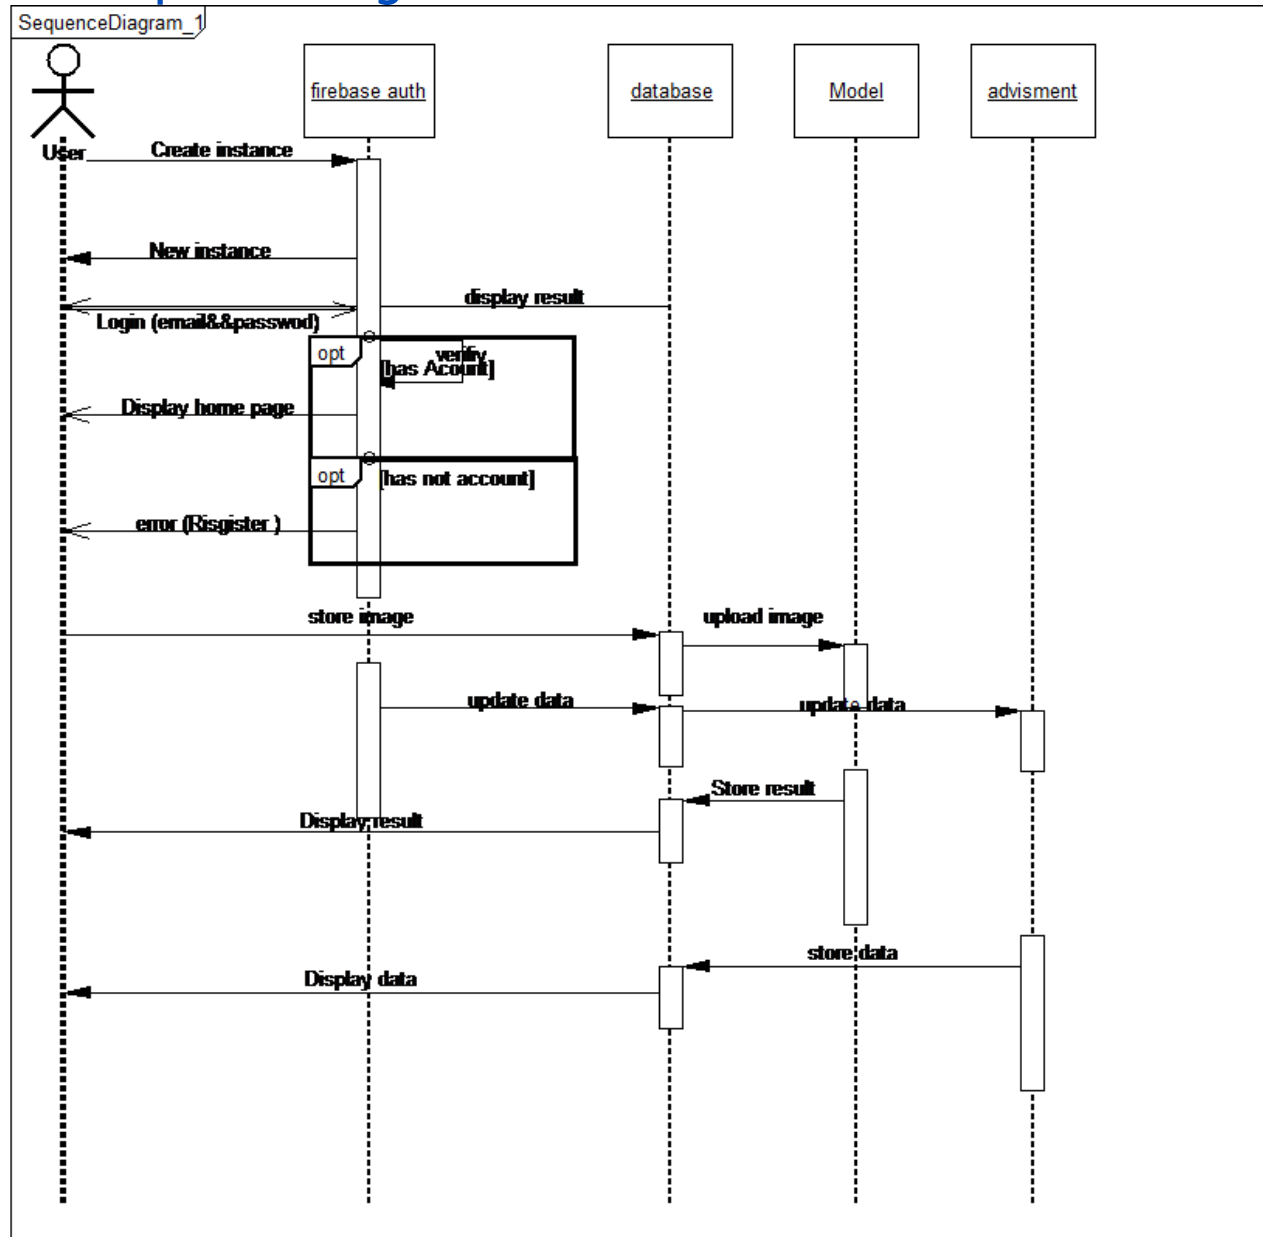 SequenceDiagram_1
firebase auth
database
Model
advisment
User
Create instance
New instance
display result
Login (email&&passwod)
opt
verifiy
[has Acount]
Display home page
opt
[has not account]
error (Risgister )
store image
upload image
update data
update data
Store result
Display result
store data
Display data